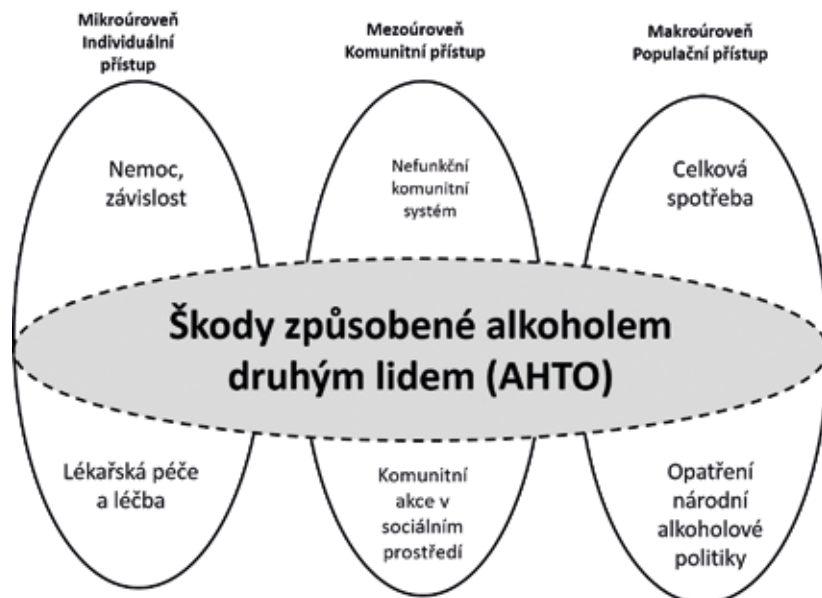 Mikroúroveň
Individuální
přístup
Mezoúroveň
Komunitní přístup
Makroúroveň
Populační přístup
Nemoc,
závislost
Nefunkční
komunitní
systém
Celková
spotřeba
Škody způsobené alkoholem
druhým lidem (AHTO)
Lékařská péče
a léčba
Komunitní
akce v
sociálním
prostředí
Opatření
národní
alkoholové
politiky